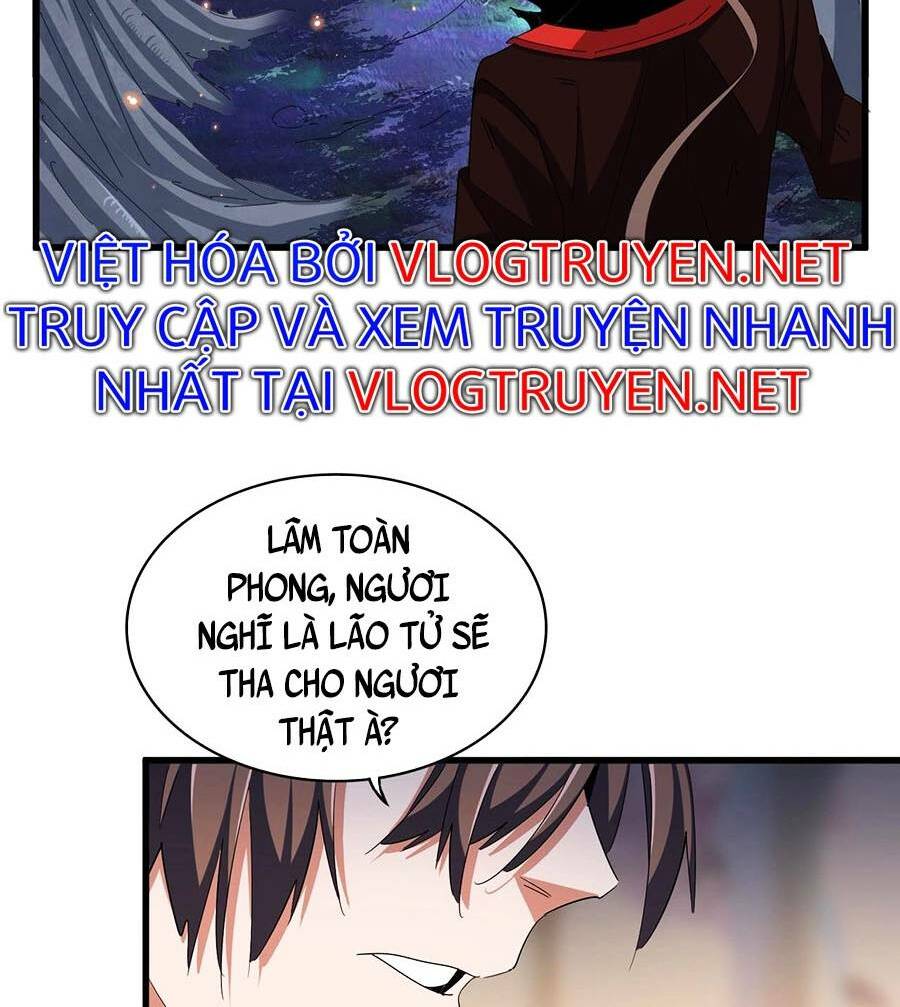 VIỆT HÓA BỞI VLOGTRUYEN.NET
TRUY CẬP VÀ XEM TRUYỆN NHANH
NHẤT TẠI VLOGTRUYEN.NET
LÂM TOÀN
PHONG, NGƯƠI
NGHĨ LÀ LÃO TỬ SẼ
THA CHO NGƯƠI
THẬT À?